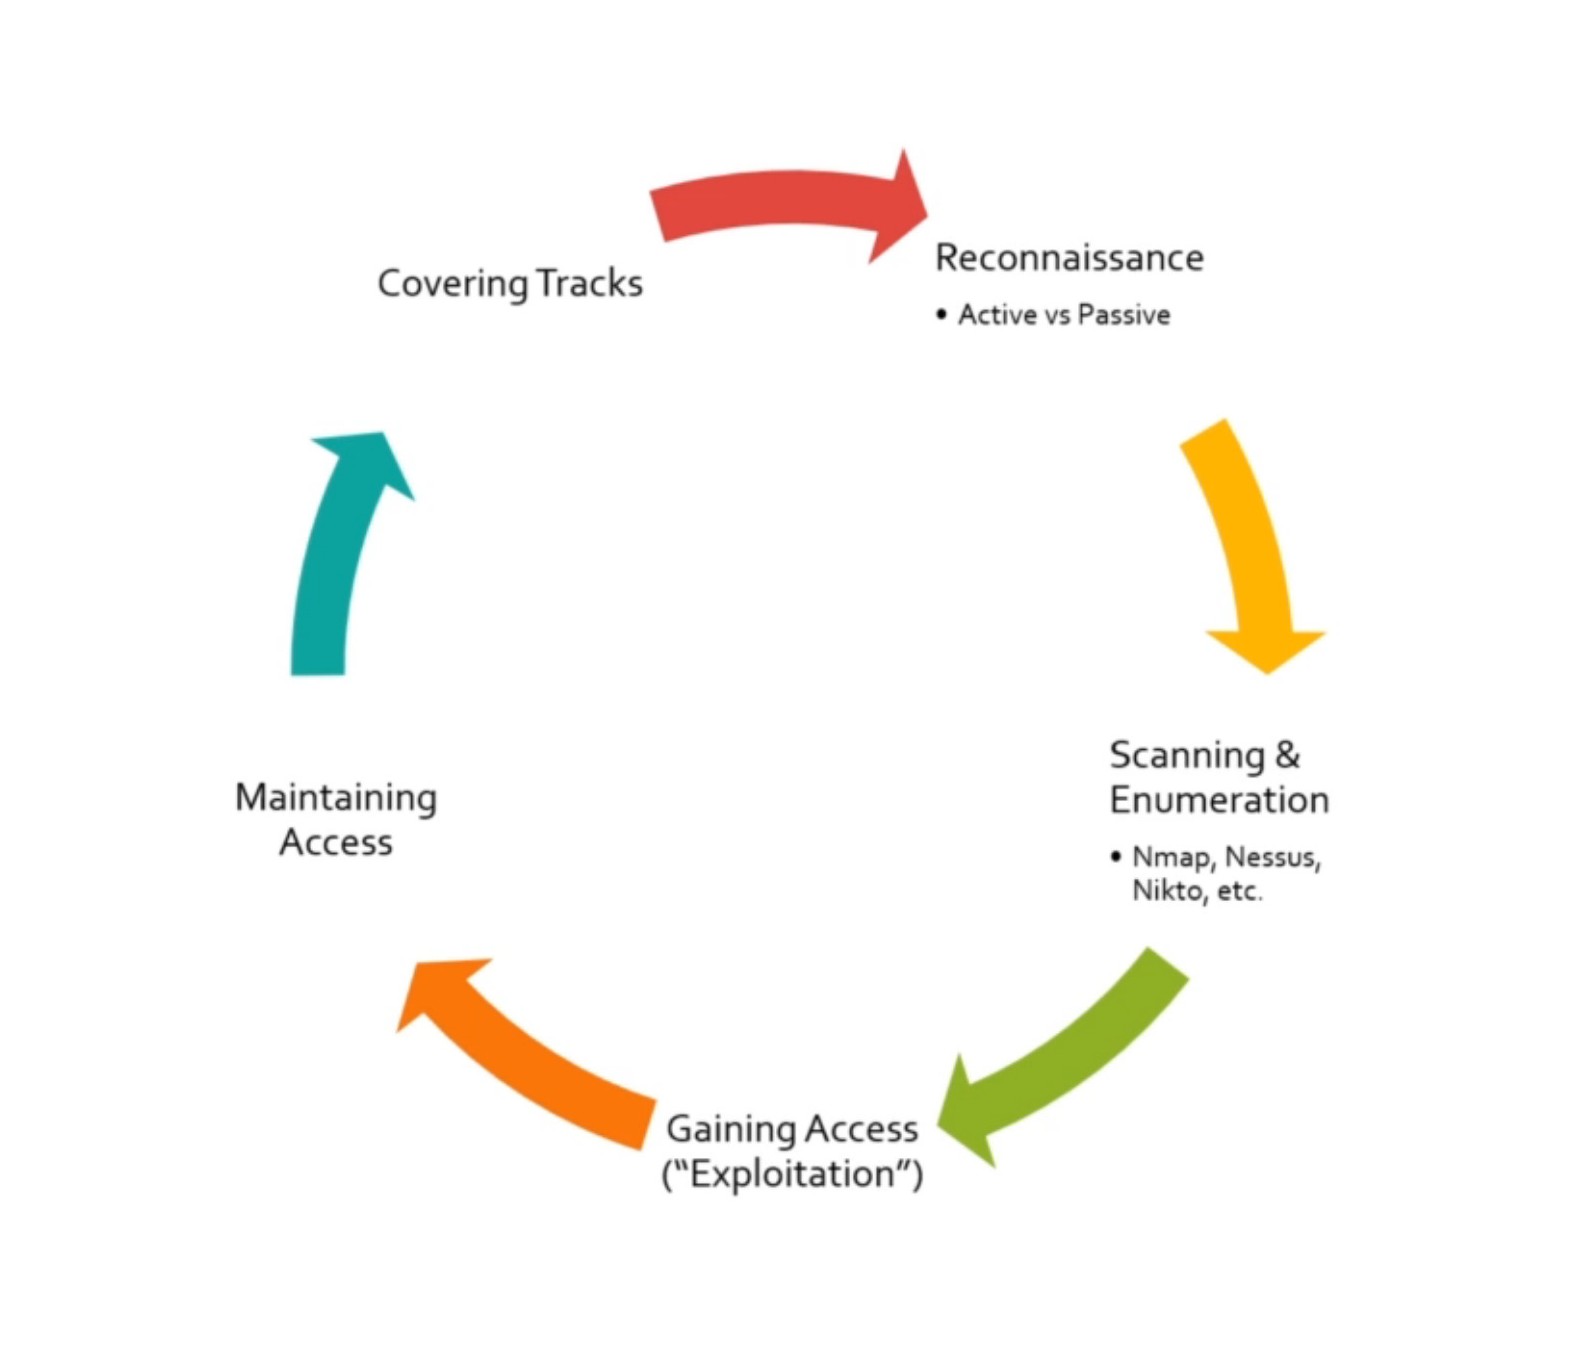 Covering Tracks
Reconnaissance
• Active vs Passive
Scanning &
Enumeration
• Nmap, Nessus,
Nikto, etc.
Gaining Access
(“Exploitation”)
Maintaining
Access